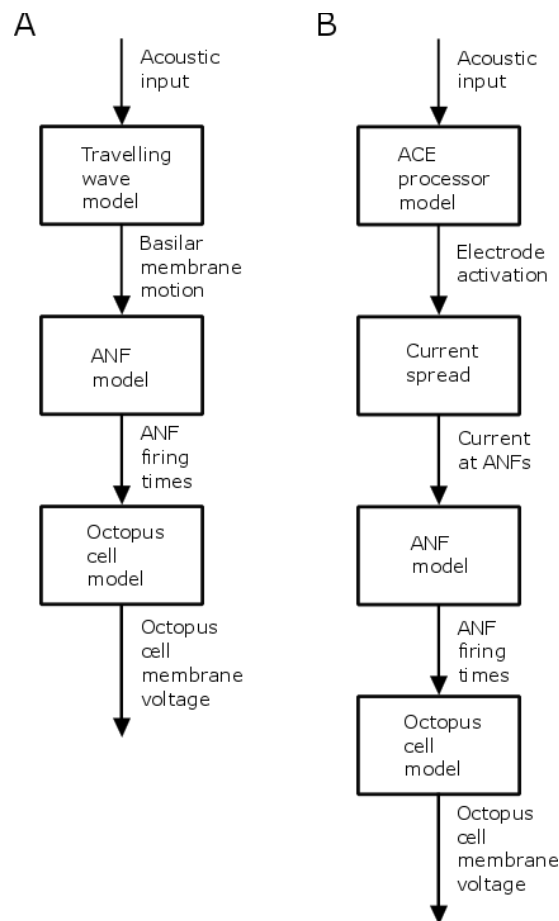 A
Acoustic
input
Travelling
wave
model
Basilar
membrane
motion
ANF
model
ANF
firing
times
Octopus
cell
model
Octopus
cell
membrane
voltage
B
Acoustic
input
ACE
processor
model
Electrode
activation
Current
spread
Current
at ANFs
ANF
model
ANF
firing
times
Octopus
cell
model
Octopus
cell
membrane
voltage